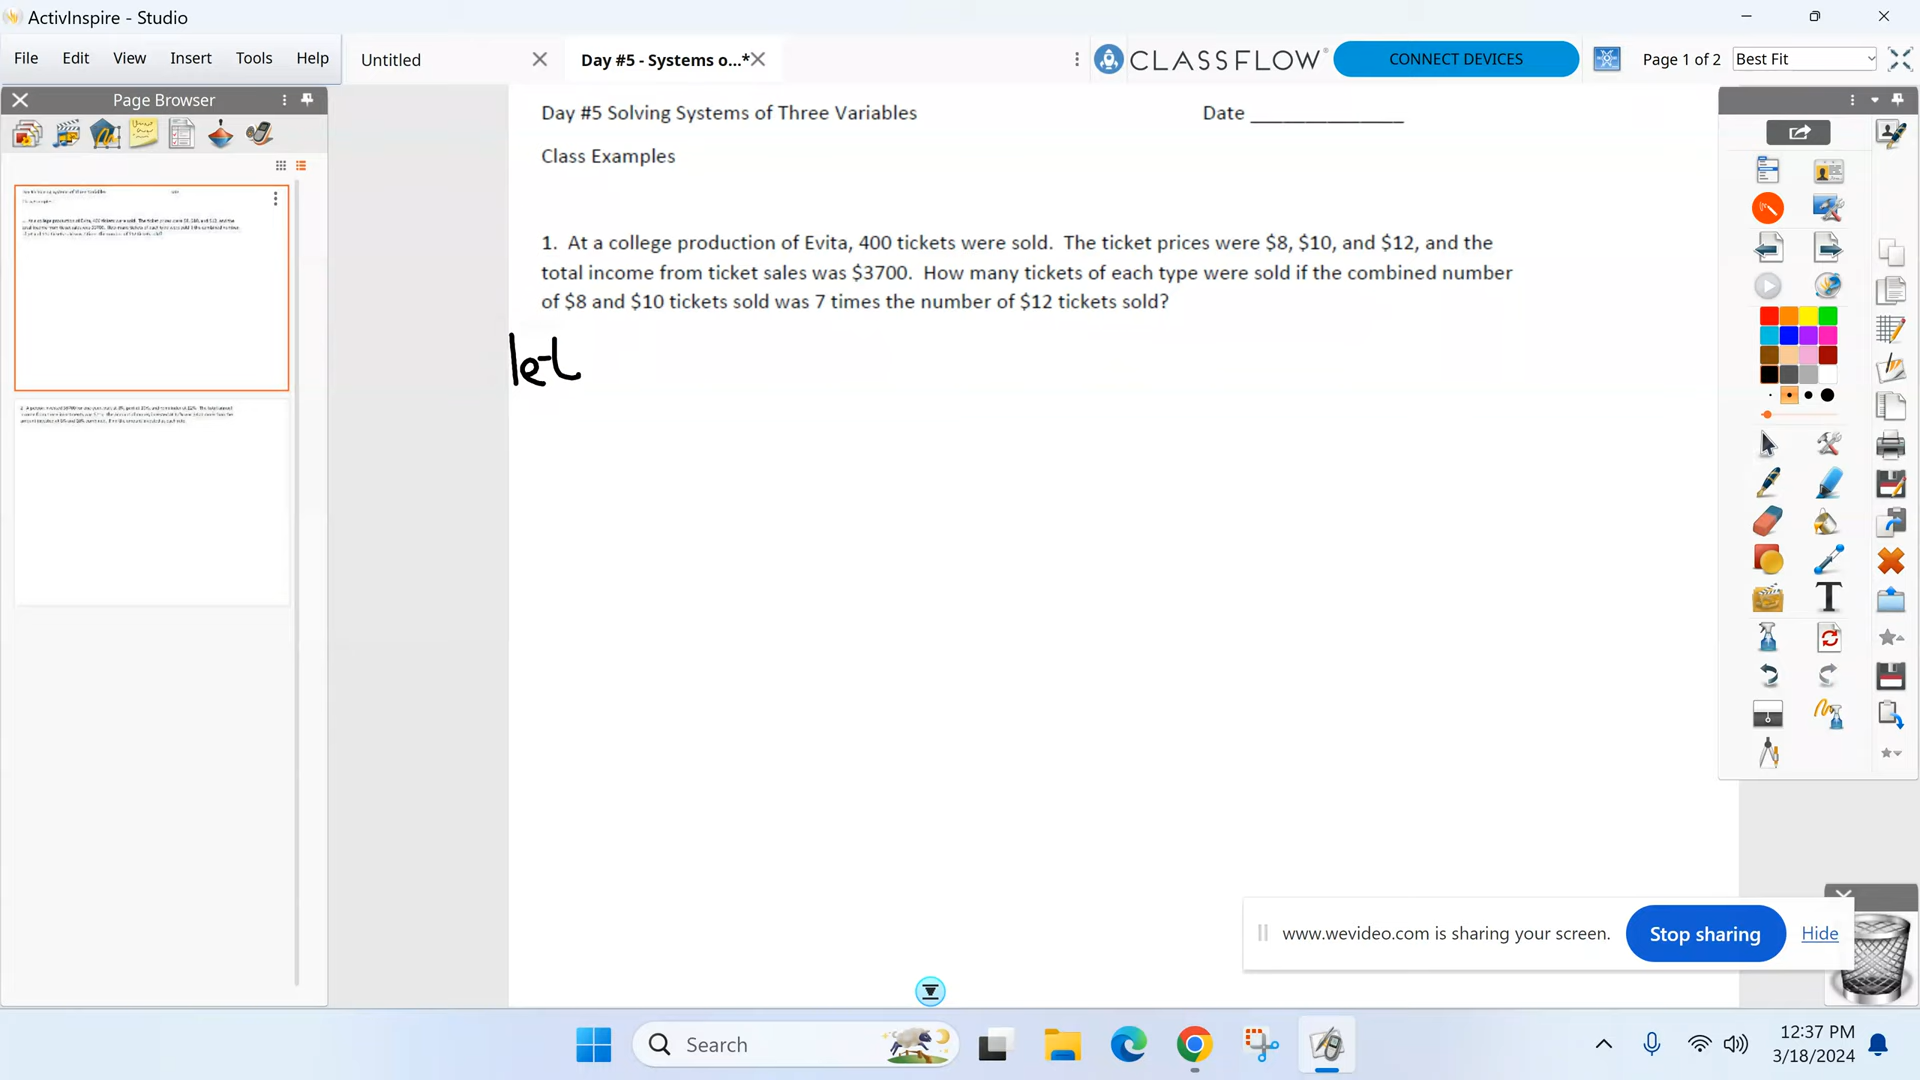 ActivInspire - Studio
File Edit View Insert Tools Help
Untitled
Day #5 - Systems o...*
CLASSFLOW
CONNECT DEVICES
Page 1 of 2
Best Fit
Page Browser
Day #5 Solving Systems of Three Variables
Date _______________
Class Examples
1. At a college production of Evita, 400 tickets were sold. The ticket prices were $8, $10, and $12, and the
total income from ticket sales was $3700. How many tickets of each type were sold if the combined number
of $8 and $10 tickets sold was 7 times the number of $12 tickets sold?
let
www.wevideo.com is sharing your screen.
Stop sharing
Hide
Search
12:37 PM
3/18/2024